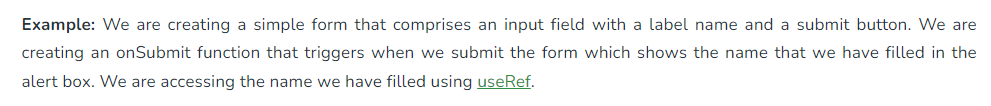 Example: We are creating a simple form that comprises an input field with a label name and a submit button. We are
creating an onSubmit function that triggers when we submit the form which shows the name that we have filled in the
alert box. We are accessing the name we have filled using useRef.